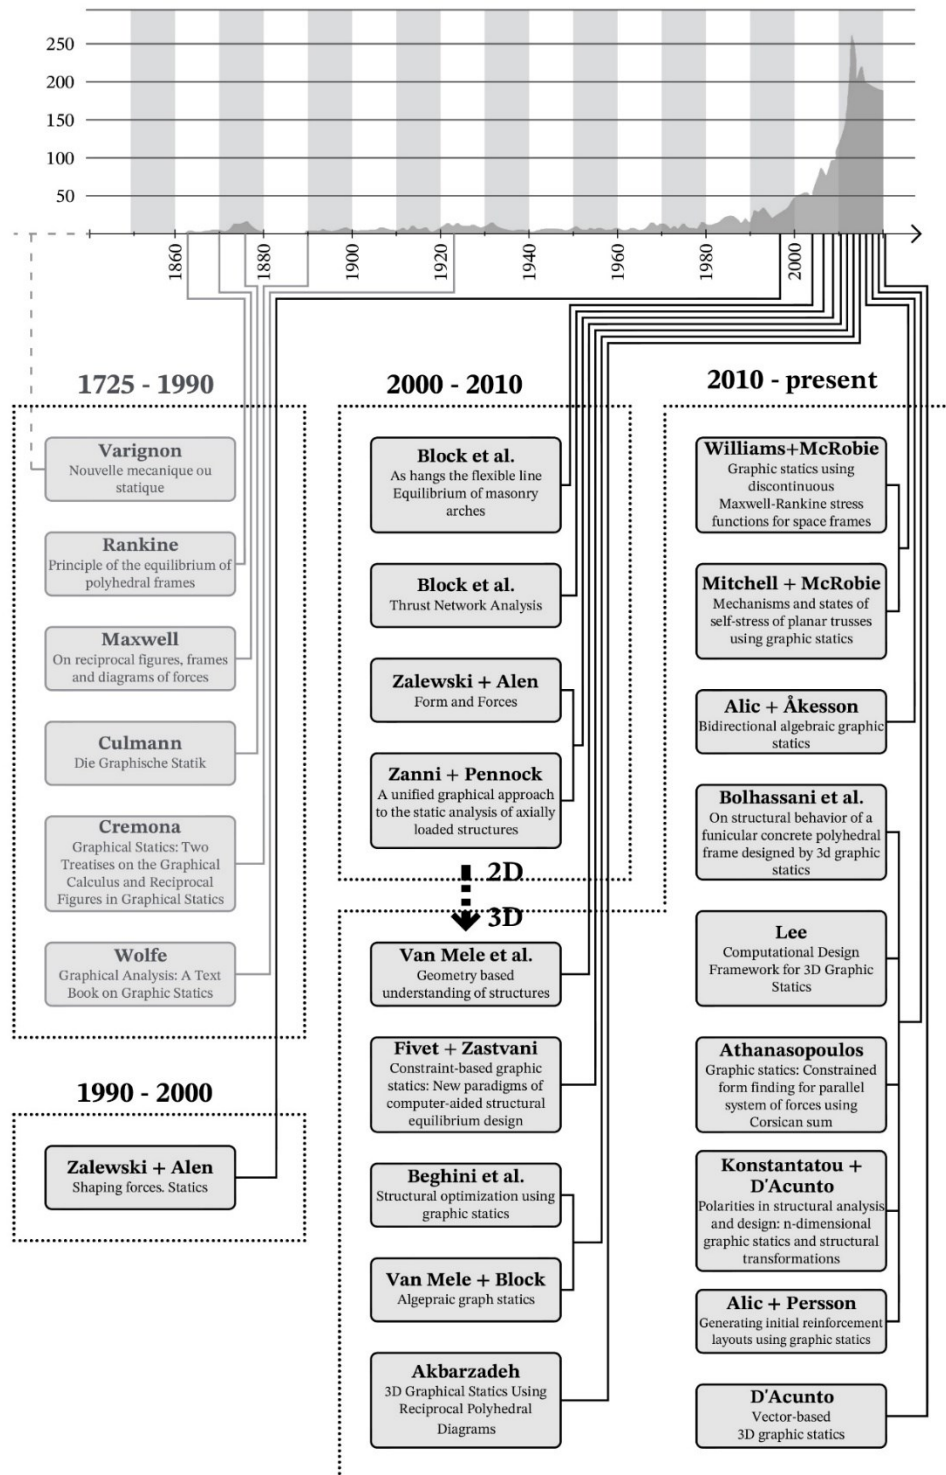 250
200
150
100
50
1860
1880
1900
1920
1940
1960
1980
2000
1725 - 1990
Varignon
Nouvelle mecanique ou
statique
Rankine
Principle of the equilibrium of
polyhedral frames
Maxwell
On reciprocal figures, frames
and diagrams of forces
Culmann
Die Graphische Statik
Cremona
Graphical Statics: Two
Treatises on the Graphical
Calculus and Reciprocal
Figures in Graphical Statics
Wolfe
Graphical Analysis: A Text
Book on Graphic Statics
1990 - 2000
Zalewski + Alen
Shaping forces. Statics
2000 - 2010
Block et al.
As hangs the flexible line
Equilibrium of masonry
arches
Block et al.
Thrust Network Analysis
Zalewski + Alen
Form and Forces
Zanni + Pennock
A unified graphical approach
to the static analysis of axially
loaded structures
2D
3D
Van Mele et al.
Geometry based
understanding of structures
Fivet + Zastvani
Constraint-based graphic
statics: New paradigms of
computer-aided structural
equilibrium design
Beghini et al.
Structural optimization using
graphic statics
Van Mele + Block
Algepraic graph statics
Akbarzadeh
3D Graphical Statics Using
Reciprocal Polyhedral
Diagrams
2010 - present
Williams+McRobie
Graphic statics using
discontinuous
Maxwell-Rankine stress
functions for space frames
Mitchell + McRobie
Mechanisms and states of
self-stress of planar trusses
using graphic statics
Alic + Åkesson
Bidirectional algebraic graphic
statics
Bolhassani et al.
On structural behavior of a
funicular concrete polyhedral
frame designed by 3d graphic
statics
Lee
Computational Design
Framework for 3D Graphic
Statics
Athanasopoulos
Graphic statics: Constrained
form finding for parallel
system of forces using
Corsican sum
Konstantatou +
D'Acunto
Polarities in structural analysis
and design: n-dimensional
graphic statics and structural
transformations
Alic + Persson
Generating initial reinforcement
layouts using graphic statics
D'Acunto
Vector-based
3D graphic statics